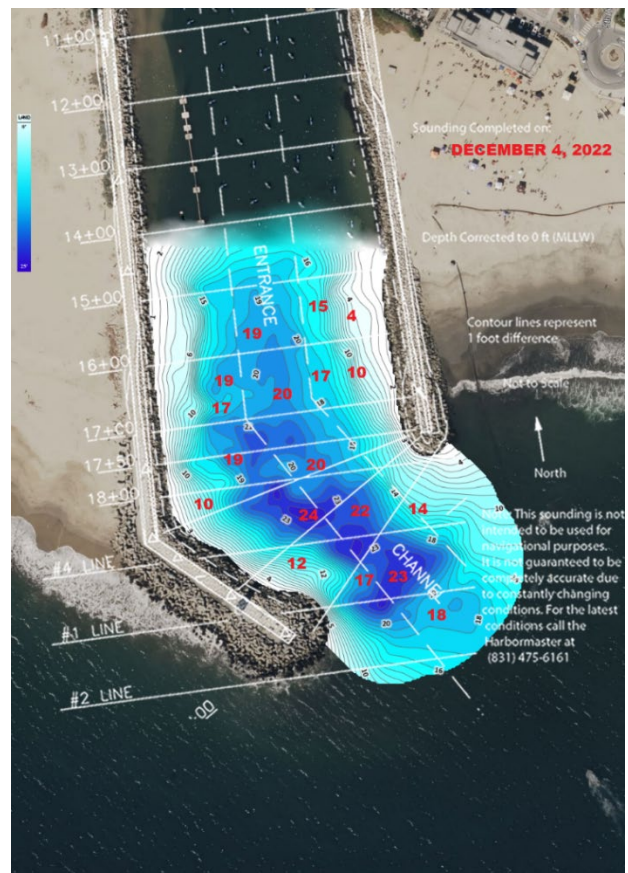 11+00
12+00
13+00
14+00
15+00
16+00
17+00
17+50
18+00
#4 LINE
#1 LINE
#2 LINE
ENTRANCE
CHANNEL
Sounding Completed on:
DECEMBER 4, 2022
Depth Corrected to 0 ft (MLLW)
Contour lines represent
1 foot difference
Not to Scale
North
This sounding is not
intended to be used for
navigational purposes.
It is not guaranteed to be
completely accurate due
to constantly changing
conditions. For the latest
conditions call the
Harbormaster at
(831) 475-6161
15
4
19
19
17
10
20
17
19
20
10
24
22
14
12
17
23
18